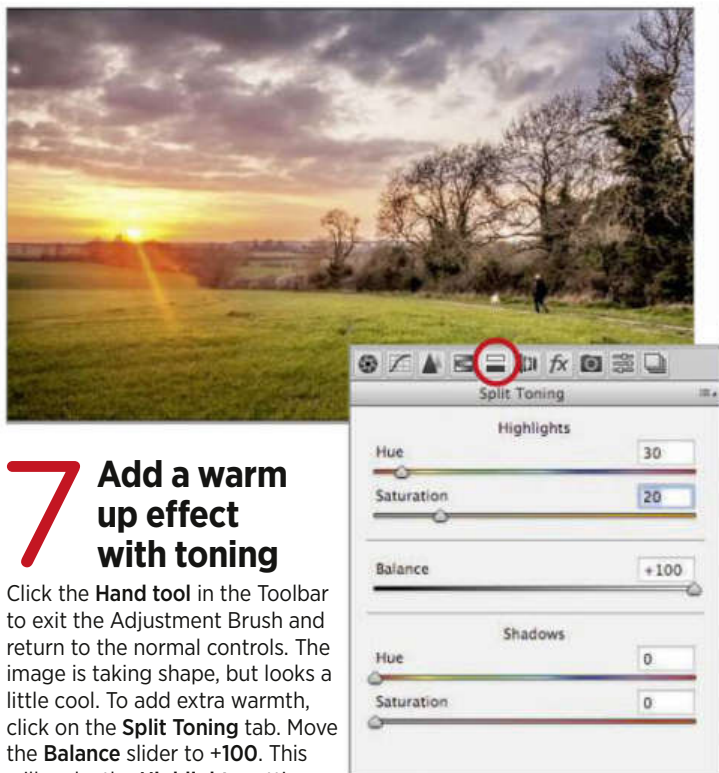 fx
Split Toning
Highlights
Hue 30
Saturation 20
Balance +100
Shadows
Hue 0
Saturation 0
7
Add a warm
up effect
with toning
Click the Hand tool in the Toolbar
to exit the Adjustment Brush and
return to the normal controls. The
image is taking shape, but looks a
little cool. To add extra warmth,
click on the Split Toning tab. Move
the Balance slider to +100. This